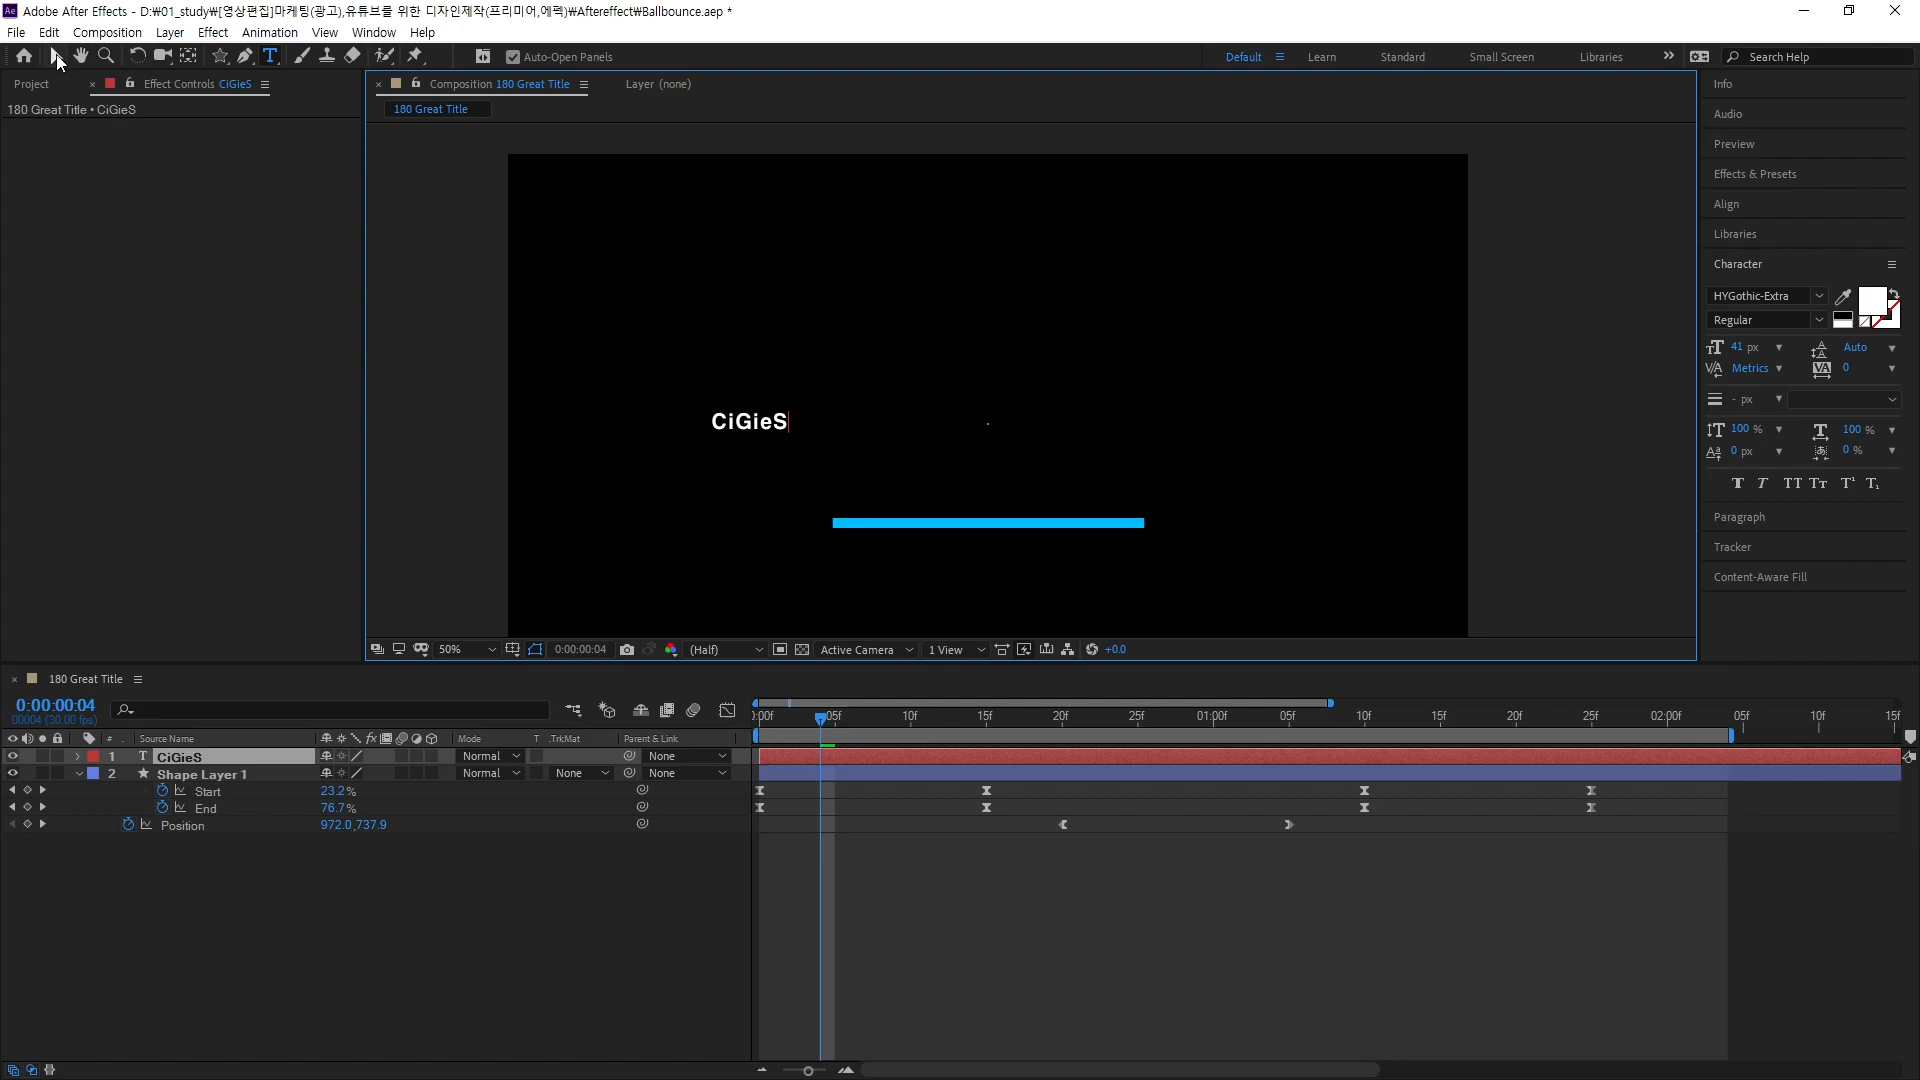 Adobe After Effects - D:₩01_study₩[영상편집]마케팅(광고),유튜브를 위한 디자인제작(프리미어,에펙)₩Aftereffect₩Ballbounce.aep *
File Edit Composition Layer Effect Animation View Window Help
Auto-Open Panels Default Learn Standard Small Screen Libraries Search Help
Project Effect Controls CiGieS
180 Great Title • CiGieS
Composition 180 Great Title Layer (none)
180 Great Title
CiGieS
50% 0:00:00:04 (Half) Active Camera 1 View +0.0
Info
Audio
Preview
Effects & Presets
Align
Libraries
Character
HYGothic-Extra
Regular
41 px Auto
Metrics 0
- px
100 % 100 %
0 px 0 %
T T TT Tт T¹ T₁
Paragraph
Tracker
Content-Aware Fill
180 Great Title
0:00:00:04
00004 (30.00 fps)
:00f 05f 10f 15f 20f 25f 01:00f 05f 10f 15f 20f 25f 02:00f 05f 10f 15f
# Source Name Mode T .TrkMat Parent & Link
1 T CiGieS Normal None
2 Shape Layer 1 Normal None None
Start 23.2%
End 76.7%
Position 972.0,737.9